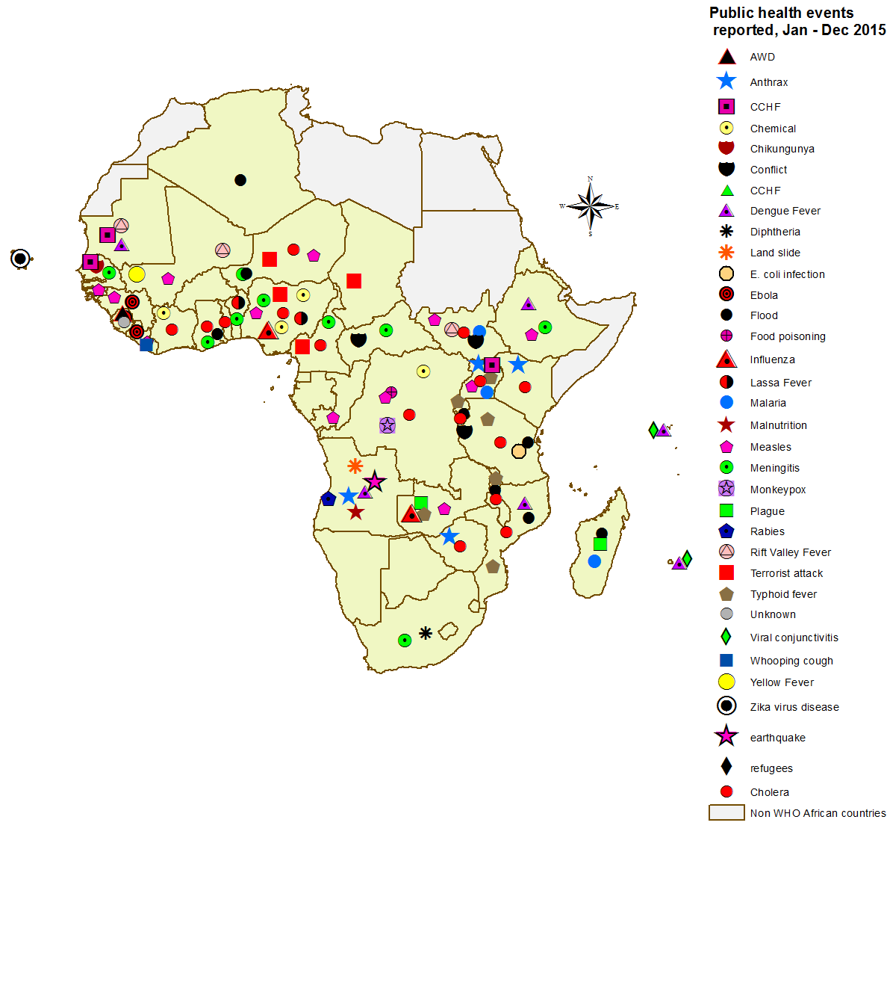 Public health events
reported, Jan - Dec 2015
AWD
Anthrax
CCHF
Chemical
Chikungunya
Conflict
CCHF
Dengue Fever
Diphtheria
Land slide
E. coli infection
Ebola
Flood
Food poisoning
Influenza
Lassa Fever
Malaria
Malnutrition
Measles
Meningitis
Monkeypox
Plague
Rabies
Rift Valley Fever
Terrorist attack
Typhoid fever
Unknown
Viral conjunctivitis
Whooping cough
Yellow Fever
Zika virus disease
earthquake
refugees
Cholera
Non WHO African countries
N
W
E
S